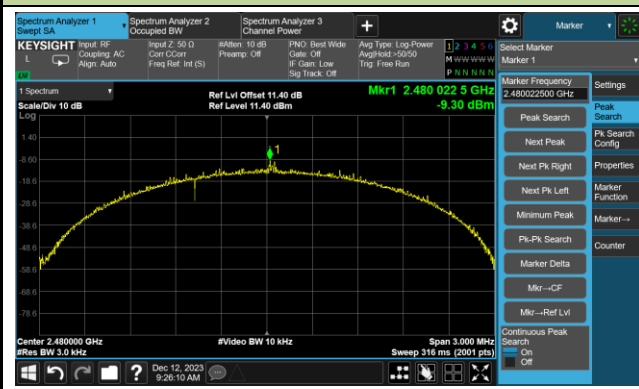 Spectrum Analyzer 1
Swept SA
Spectrum Analyzer 2
Occupied BW
Spectrum Analyzer 3
Channel Power
Marker
KEYSIGHT
L
Input: RF
Coupling: AC
Align: Auto
Input Z: 50 Ω
Corr CCorr
Freq Ref: Int (S)
#Atten: 10 dB
Preamp: Off
PNO: Best Wide
Gate: Off
IF Gain: Low
Sig Track: Off
Avg Type: Log-Power
Avg|Hold:>50/50
Trig: Free Run
1 2 3 4 5 6
M W W W W W
P N N N N N
Select Marker
Marker 1
1 Spectrum
Scale/Div 10 dB
Log
Ref Lvl Offset 11.40 dB
Ref Level 11.40 dBm
Mkr1 2.480 022 5 GHz
-9.30 dBm
1.40
-8.60
-18.6
-28.6
-38.6
-48.6
-58.6
-68.6
-78.6
1
Center 2.480000 GHz
#Res BW 3.0 kHz
#Video BW 10 kHz
Span 3.000 MHz
Sweep 316 ms (2001 pts)
Marker Frequency
2.480022500 GHz
Peak Search
Next Peak
Next Pk Right
Next Pk Left
Minimum Peak
Pk-Pk Search
Marker Delta
Mkr→CF
Mkr→Ref Lvl
Continuous Peak
Search
On
Off
Settings
Peak
Search
Pk Search
Config
Properties
Marker
Function
Marker→
Counter
Dec 12, 2023
9:26:10 AM